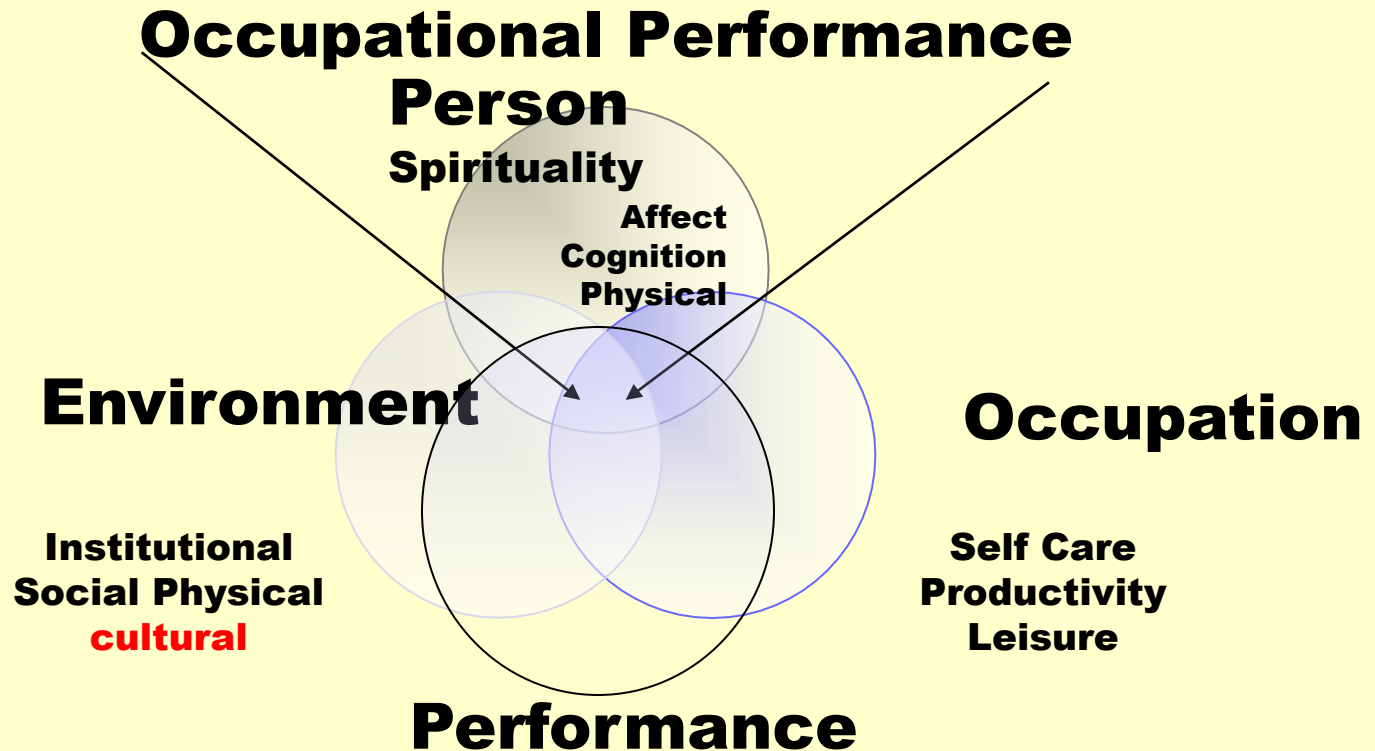 Occupational Performance
Person
Spirituality
Affect
Cognition
Physical
Environment
Occupation
Institutional
Social Physical
cultural
Self Care
Productivity
Leisure
Performance